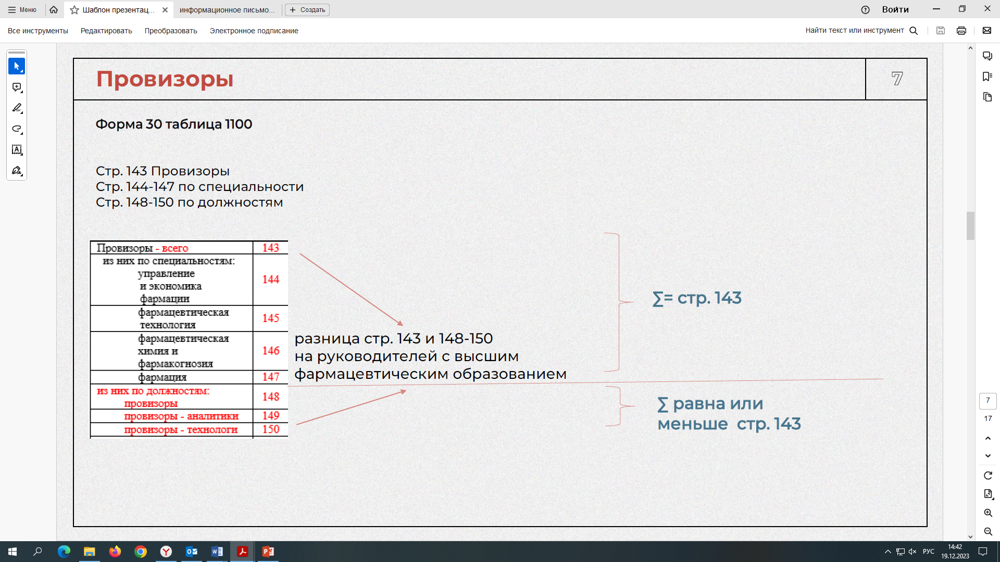 Меню
Шаблон презентац...
информационное письмо...
Создать
Войти
Все инструменты
Редактировать
Преобразовать
Электронное подписание
Найти текст или инструмент
Провизоры
7
Форма 30 таблица 1100
Стр. 143 Провизоры
Стр. 144-147 по специальности
Стр. 148-150 по должностям
Провизоры - всего 143
из них по специальностям:
управление
и экономика
фармации
144
фармацевтическая
технология
145
фармацевтическая
химия и
фармакогнозия
146
фармация 147
из них по должностям:
провизоры
148
провизоры - аналитики 149
провизоры - технологи 150
разница стр. 143 и 148-150
на руководителей с высшим
фармацевтическим образованием
∑= стр. 143
∑ равна или
меньше стр. 143
7
17
РУС
14:42
19.12.2023